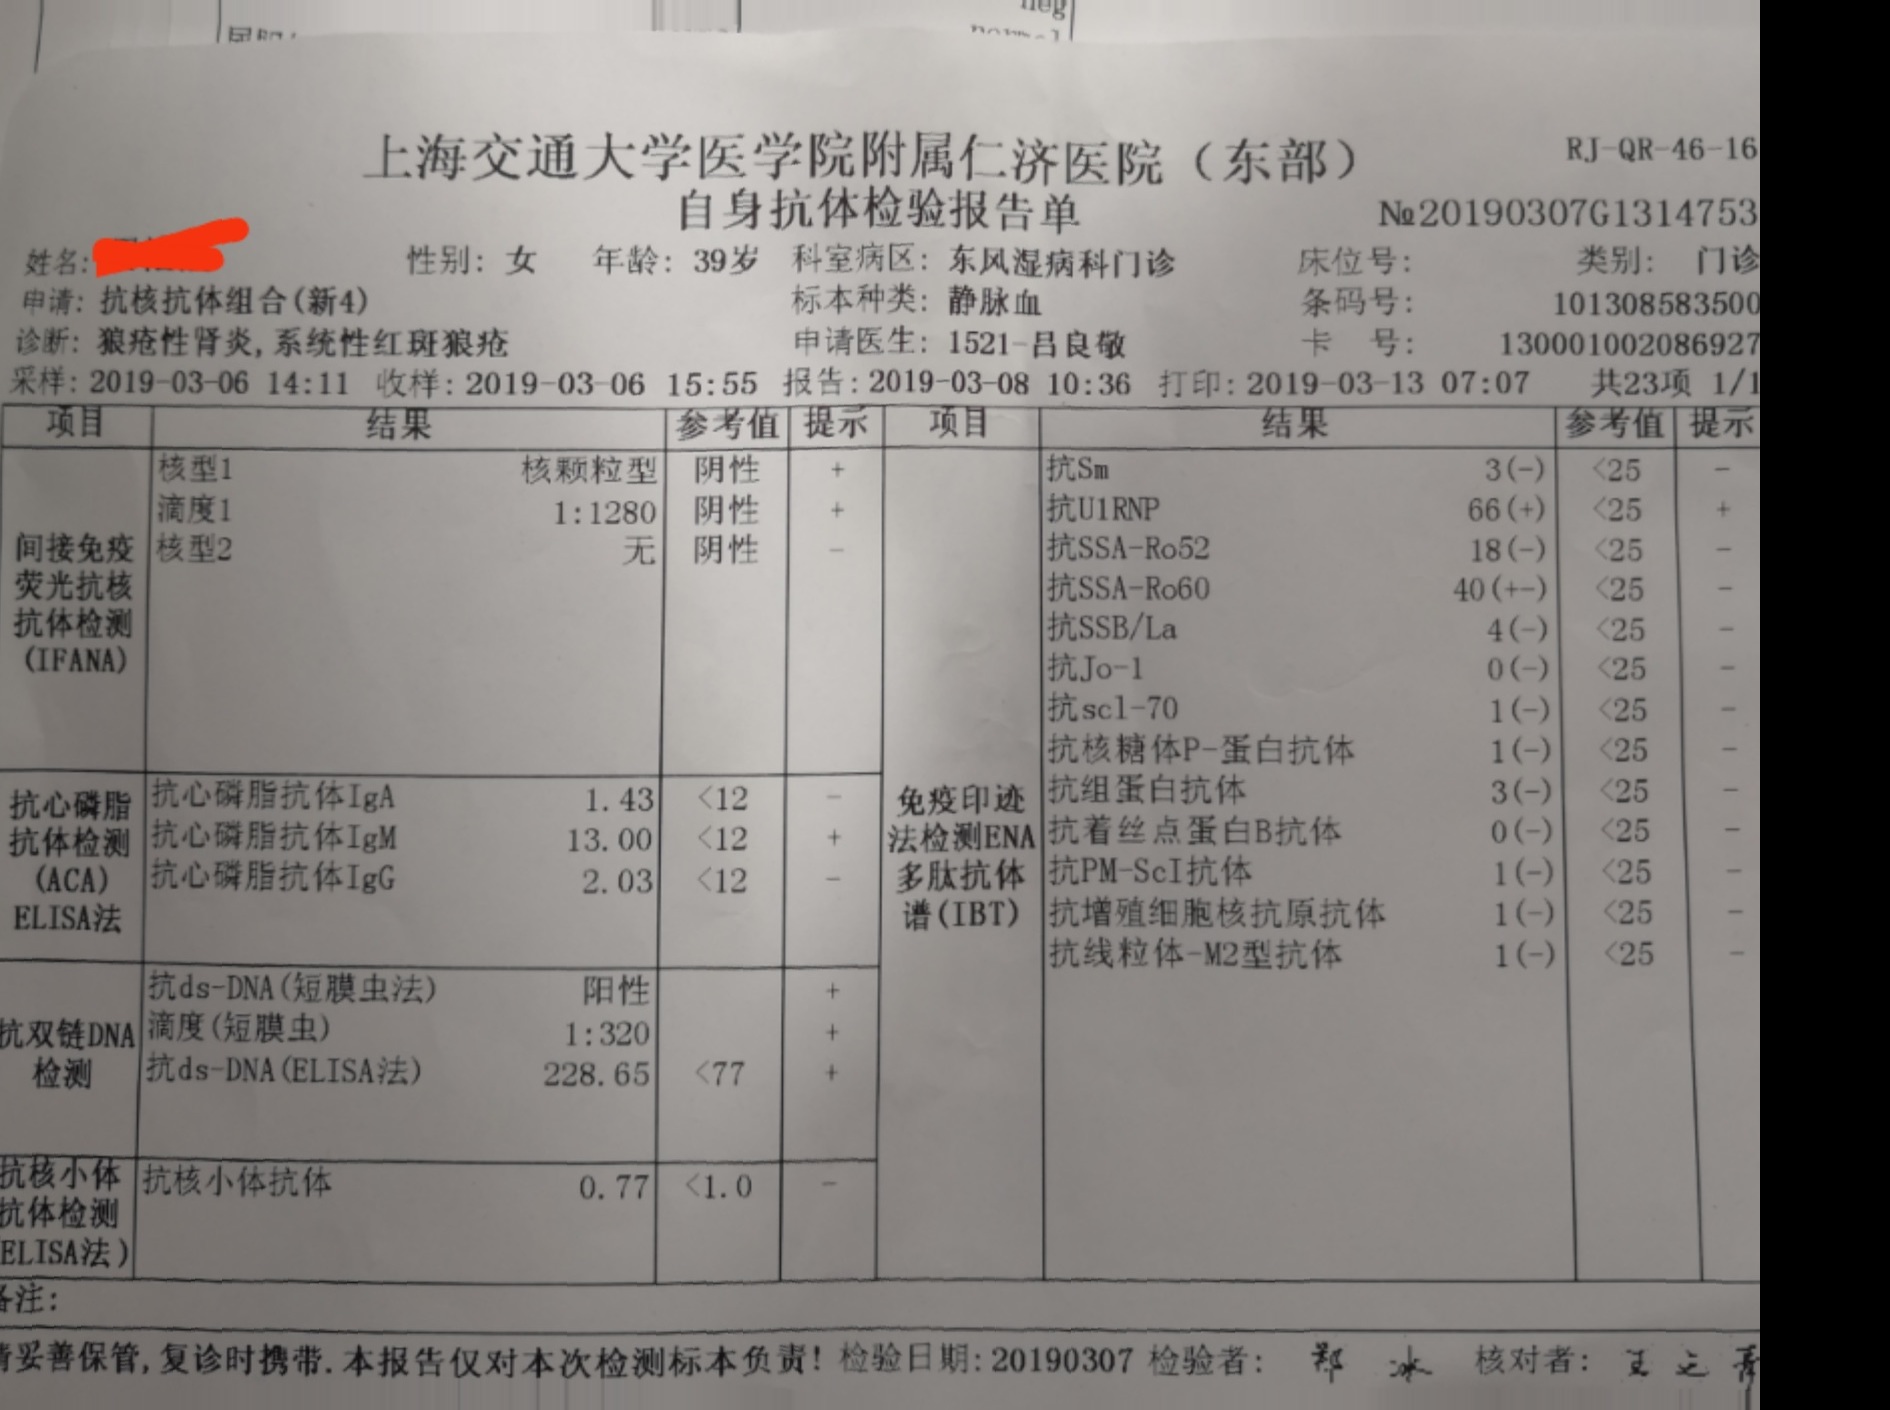 neg
上海交通大学医学院附属仁济医院（东部）
RJ-QR-46-16
自身抗体检验报告单
№20190307G1314753
姓名: 性别: 女 年龄: 39岁 科室病区: 东风湿病科门诊 床位号: 类别: 门诊
申请: 抗核抗体组合(新4) 标本种类: 静脉血 条码号: 101308583500
诊断: 狼疮性肾炎,系统性红斑狼疮 申请医生: 1521-吕良敬 卡 号: 130001002086927
采样: 2019-03-06 14:11 收样: 2019-03-06 15:55 报告: 2019-03-08 10:36 打印: 2019-03-13 07:07 共23项 1/1
项目 结果 参考值 提示 项目 结果 参考值 提示
间接免疫
荧光抗核
抗体检测
(IFANA)
核型1 核颗粒型 阴性 +
滴度1 1:1280 阴性 +
核型2 无 阴性 -
抗心磷脂
抗体检测
(ACA)
ELISA法
抗心磷脂抗体IgA 1.43 <12 -
抗心磷脂抗体IgM 13.00 <12 +
抗心磷脂抗体IgG 2.03 <12 -
抗双链DNA
检测
抗ds-DNA(短膜虫法) 阳性 +
滴度(短膜虫) 1:320 +
抗ds-DNA(ELISA法) 228.65 <77 +
抗核小体
抗体检测
ELISA法)
抗核小体抗体 0.77 <1.0 -
免疫印迹
法检测ENA
多肽抗体
谱(IBT)
抗Sm 3(-) <25 -
抗U1RNP 66(+) <25 +
抗SSA-Ro52 18(-) <25 -
抗SSA-Ro60 40(+-) <25 -
抗SSB/La 4(-) <25 -
抗Jo-1 0(-) <25 -
抗scl-70 1(-) <25 -
抗核糖体P-蛋白抗体 1(-) <25 -
抗组蛋白抗体 3(-) <25 -
抗着丝点蛋白B抗体 0(-) <25 -
抗PM-ScI抗体 1(-) <25 -
抗增殖细胞核抗原抗体 1(-) <25 -
抗线粒体-M2型抗体 1(-) <25 -
备注:
请妥善保管,复诊时携带.本报告仅对本次检测标本负责! 检验日期: 20190307 检验者: 郑 冰 核对者: 王